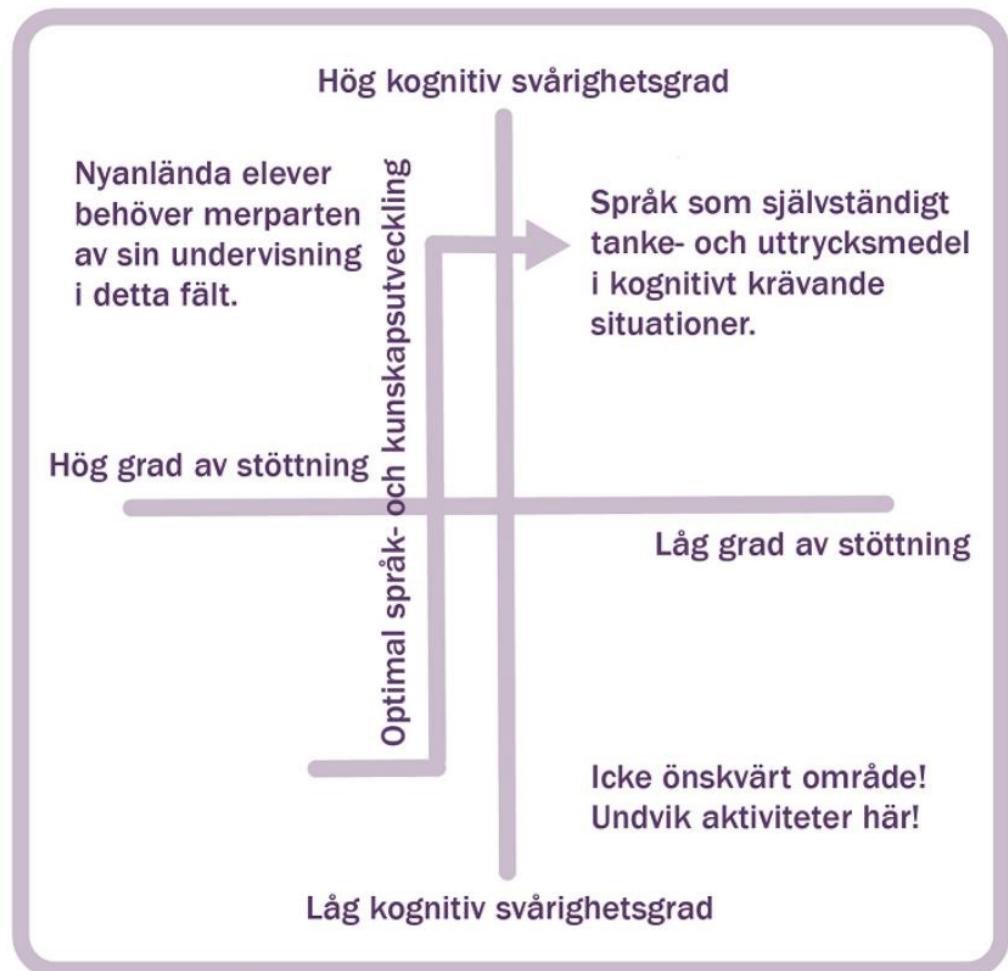 Hög kognitiv svårighetsgrad
Nyanlända elever
behöver merparten
av sin undervisning
i detta fält.
Optimal språk- och kunskapsutveckling
Språk som självständigt
tanke- och uttrycksmedel
i kognitivt krävande
situationer.
Hög grad av stöttning
Låg grad av stöttning
Icke önskvärt område!
Undvik aktiviteter här!
Låg kognitiv svårighetsgrad